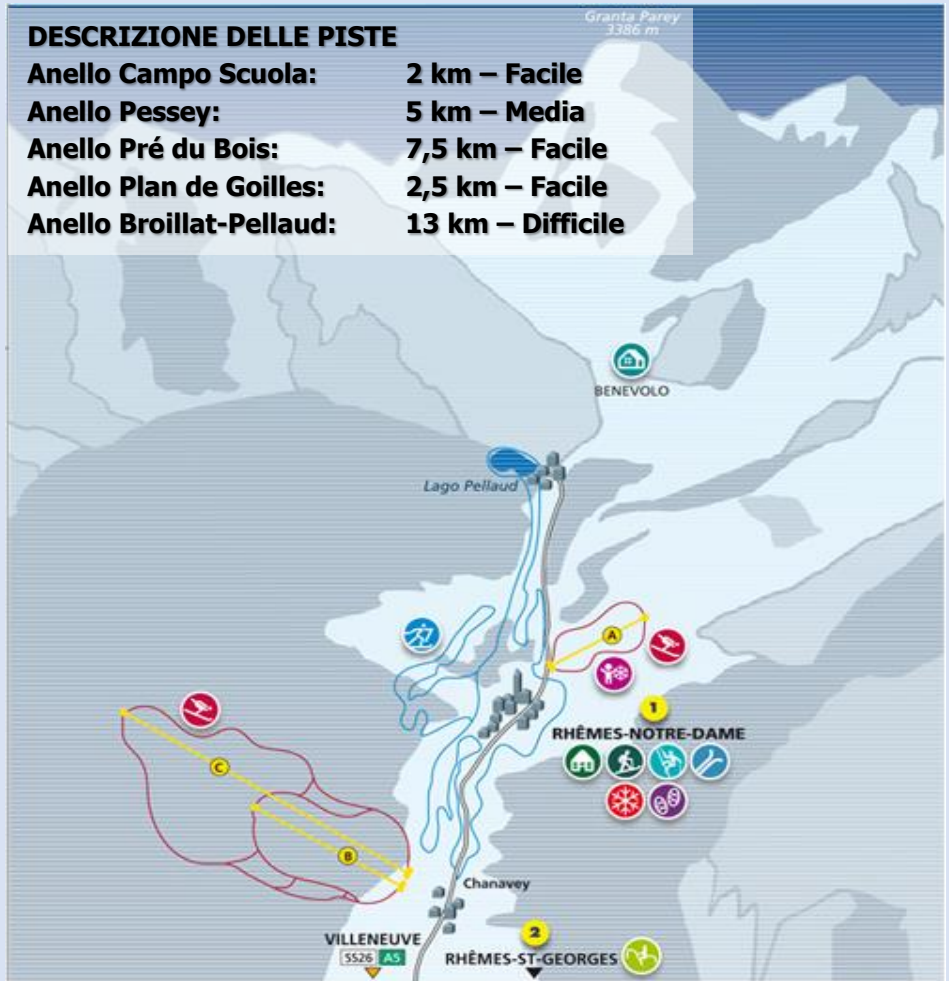 Granta Parey
3386 m
DESCRIZIONE DELLE PISTE
Anello Campo Scuola: 2 km – Facile
Anello Pessey: 5 km – Media
Anello Pré du Bois: 7,5 km – Facile
Anello Plan de Goilles: 2,5 km – Facile
Anello Broillat-Pellaud: 13 km – Difficile
BENEVOLO
Lago Pellaud
A
1
RHÊMES-NOTRE-DAME
C
B
Chanavey
VILLENEUVE
SS26 A5
2
RHÊMES-ST-GEORGES